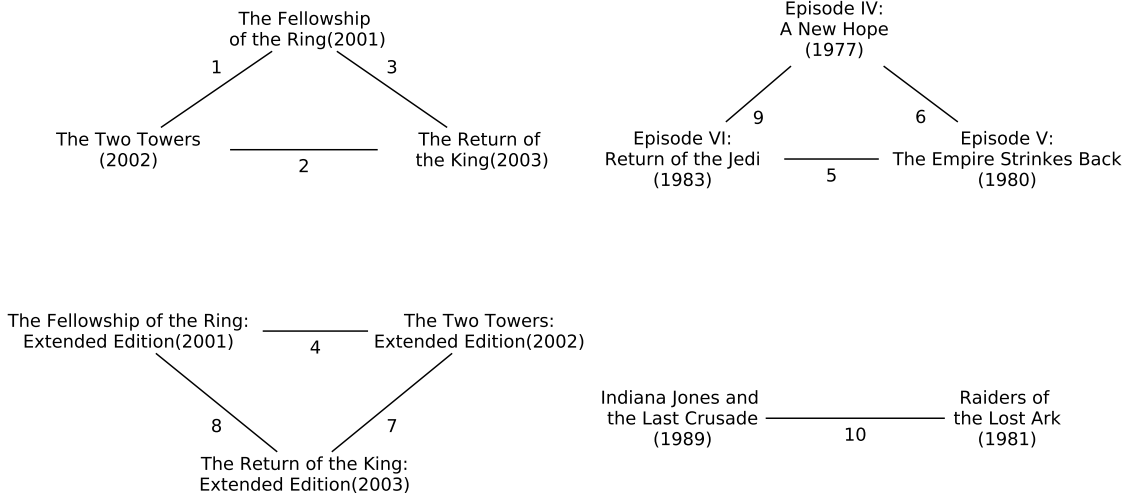 The Fellowship
of the Ring(2001)
1
3
The Two Towers
(2002)
2
The Return of
the King(2003)
Episode IV:
A New Hope
(1977)
9
6
Episode VI:
Return of the Jedi
(1983)
5
Episode V:
The Empire Strinkes Back
(1980)
The Fellowship of the Ring:
Extended Edition(2001)
4
The Two Towers:
Extended Edition(2002)
8
7
The Return of the King:
Extended Edition(2003)
Indiana Jones and
the Last Crusade
(1989)
10
Raiders of
the Lost Ark
(1981)